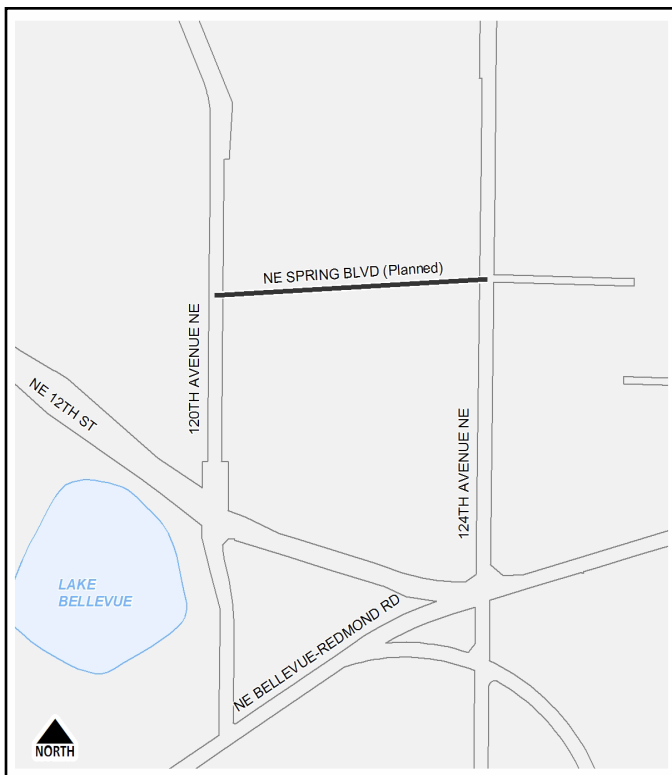 NE SPRING BLVD (Planned)
120TH AVENUE NE
NE 12TH ST
124TH AVENUE NE
LAKE
BELLEVUE
NE BELLEVUE-REDMOND RD
NORTH